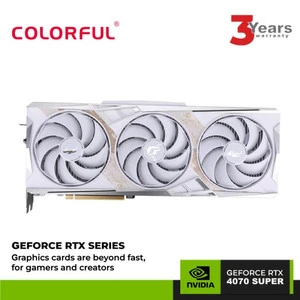 COLORFUL®
3 Years
warranty
GEFORCE RTX SERIES
Graphics cards are beyond fast,
for gamers and creators
NVIDIA
GEFORCE RTX
4070 SUPER